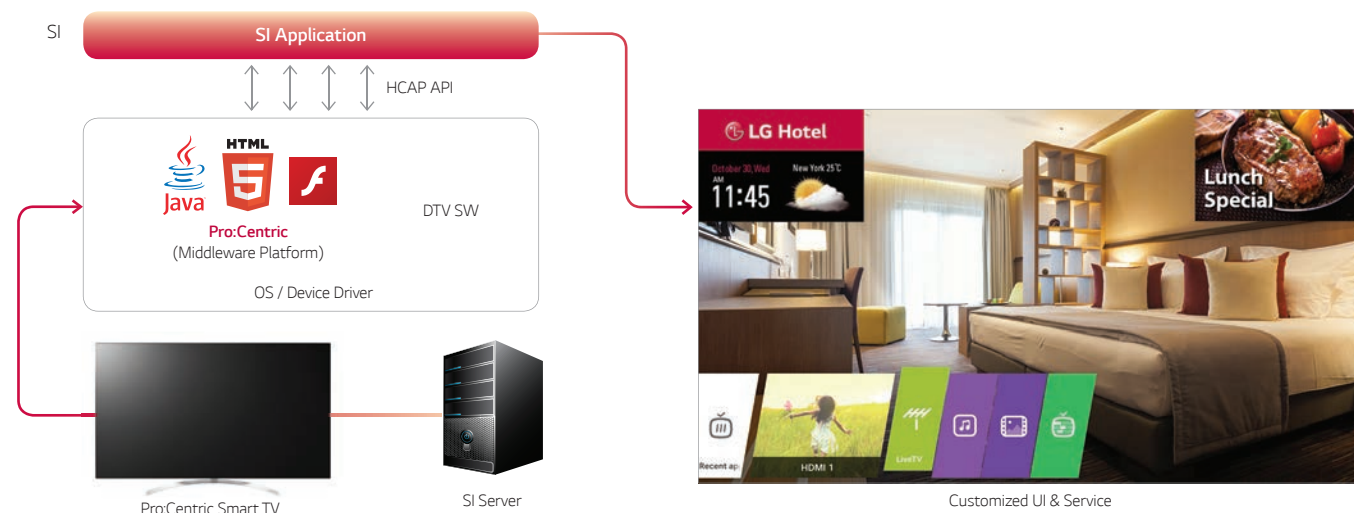 SI
SI Application
HCAP API
HTML
Java
Pro:Centric
(Middleware Platform)
DTV SW
OS / Device Driver
Pro:Centric Smart TV
SI Server
LG Hotel
October 30,Wed
AM
11:45
New York 25℃
Lunch
Special
Recent ap
HDMI 1
LiveTV
Customized UI & Service